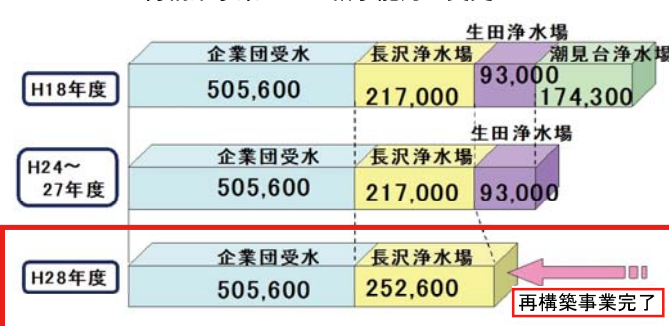 生田浄水場
企業団受水 長沢浄水場 潮見台浄水場
H18年度 505,600 217,000 93,000 174,300
生田浄水場
企業団受水 長沢浄水場
H24～
27年度 505,600 217,000 93,000
企業団受水 長沢浄水場
H28年度 505,600 252,600
再構築事業完了